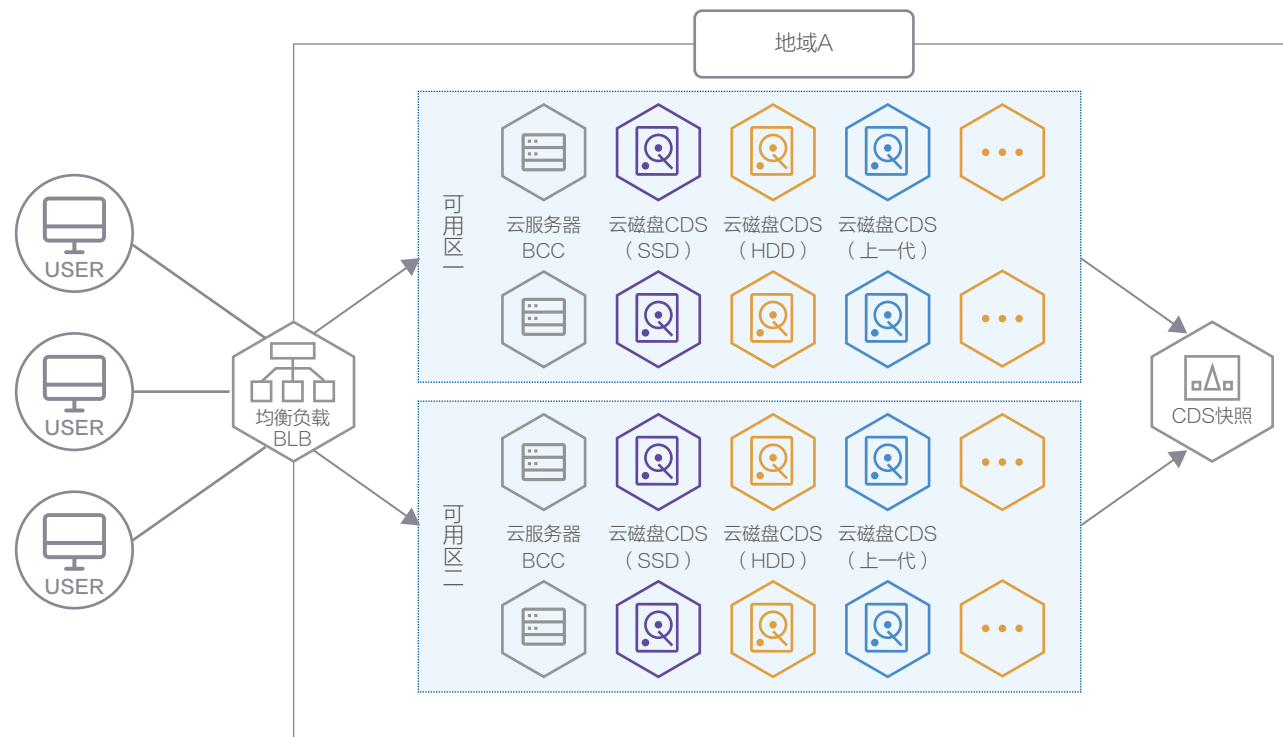 地域A
可用区一
云服务器
BCC
云磁盘CDS
（SSD）
云磁盘CDS
（HDD）
云磁盘CDS
（上一代）
USER
USER
USER
均衡负载
BLB
CDS快照
可用区二
云服务器
BCC
云磁盘CDS
（SSD）
云磁盘CDS
（HDD）
云磁盘CDS
（上一代）